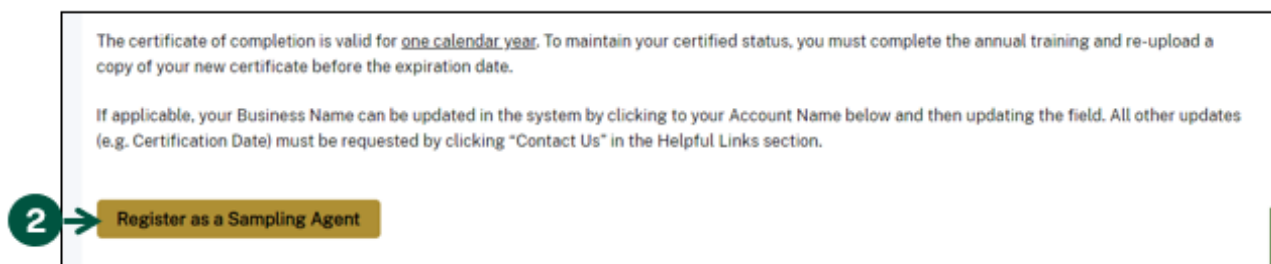 The certificate of completion is valid for one calendar year. To maintain your certified status, you must complete the annual training and re-upload a
copy of your new certificate before the expiration date.
If applicable, your Business Name can be updated in the system by clicking to your Account Name below and then updating the field. All other updates
(e.g. Certification Date) must be requested by clicking “Contact Us” in the Helpful Links section.
2 Register as a Sampling Agent